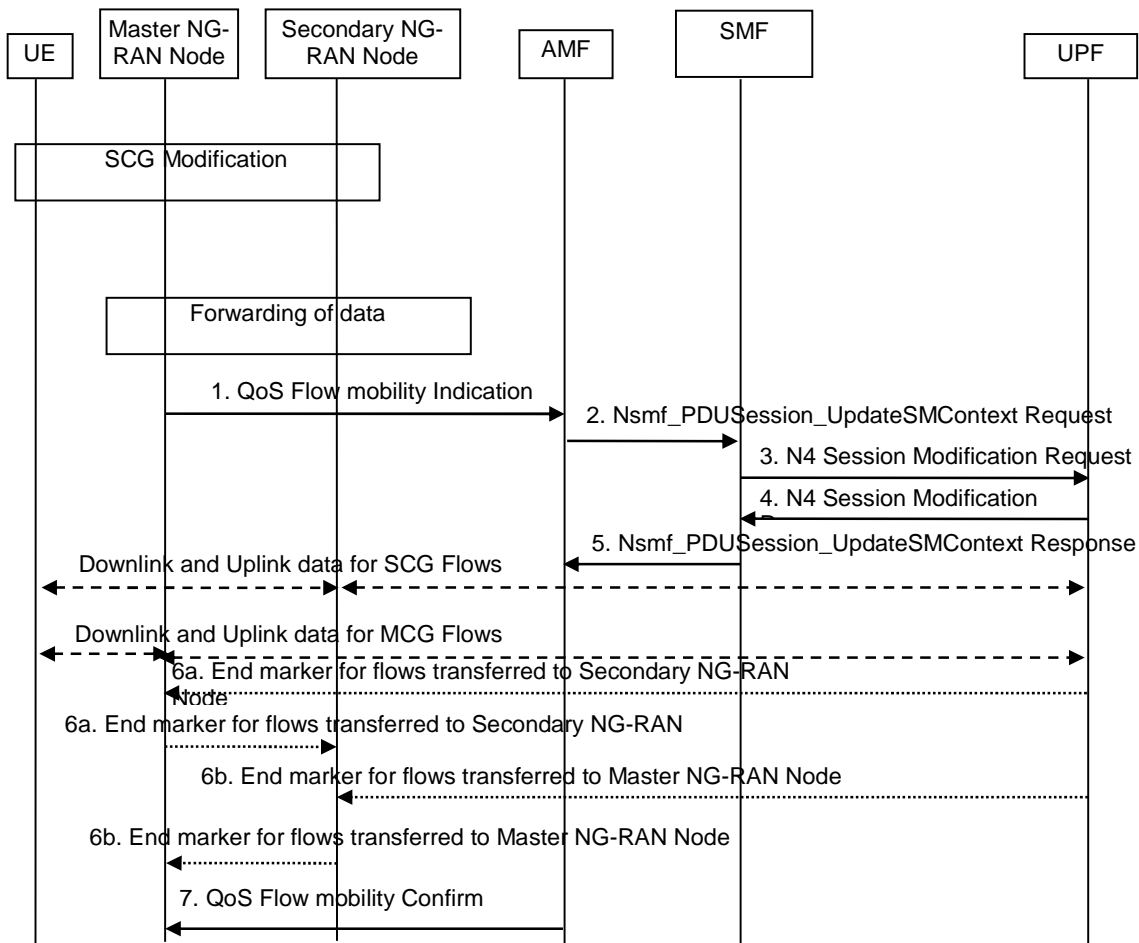 UE
Master NG-
RAN Node
Secondary NG-
RAN Node
AMF
SMF
UPF
SCG Modification
Forwarding of data
1. QoS Flow mobility Indication
2. Nsmf_PDUSession_UpdateSMContext Request
3. N4 Session Modification Request
4. N4 Session Modification
5. Nsmf_PDUSession_UpdateSMContext Response
Downlink and Uplink data for SCG Flows
Downlink and Uplink data for MCG Flows
6a. End marker for flows transferred to Secondary NG-RAN
Node
6a. End marker for flows transferred to Secondary NG-RAN
6b. End marker for flows transferred to Master NG-RAN Node
6b. End marker for flows transferred to Master NG-RAN Node
7. QoS Flow mobility Confirm